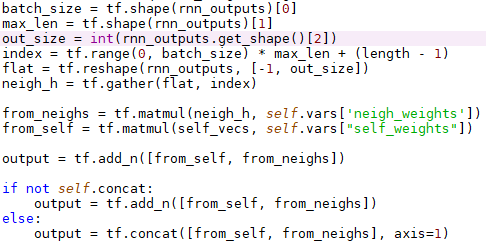 batch_size = tf.shape(rnn_outputs)[0]
max_len = tf.shape(rnn_outputs)[1]
out_size = int(rnn_outputs.get_shape()[2])
index = tf.range(0, batch_size) * max_len + (length - 1)
flat = tf.reshape(rnn_outputs, [-1, out_size])
neigh_h = tf.gather(flat, index)

from_neighs = tf.matmul(neigh_h, self.vars['neigh_weights'])
from_self = tf.matmul(self_vecs, self.vars["self_weights"])

output = tf.add_n([from_self, from_neighs])

if not self.concat:
    output = tf.add_n([from_self, from_neighs])
else:
    output = tf.concat([from_self, from_neighs], axis=1)